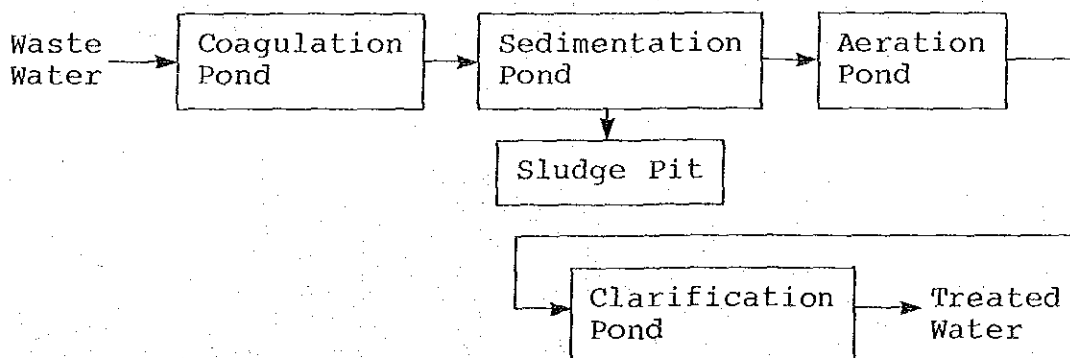 Waste
Water
Coagulation
Pond
Sedimentation
Pond
Aeration
Pond
Sludge Pit
Clarification
Pond
Treated
Water